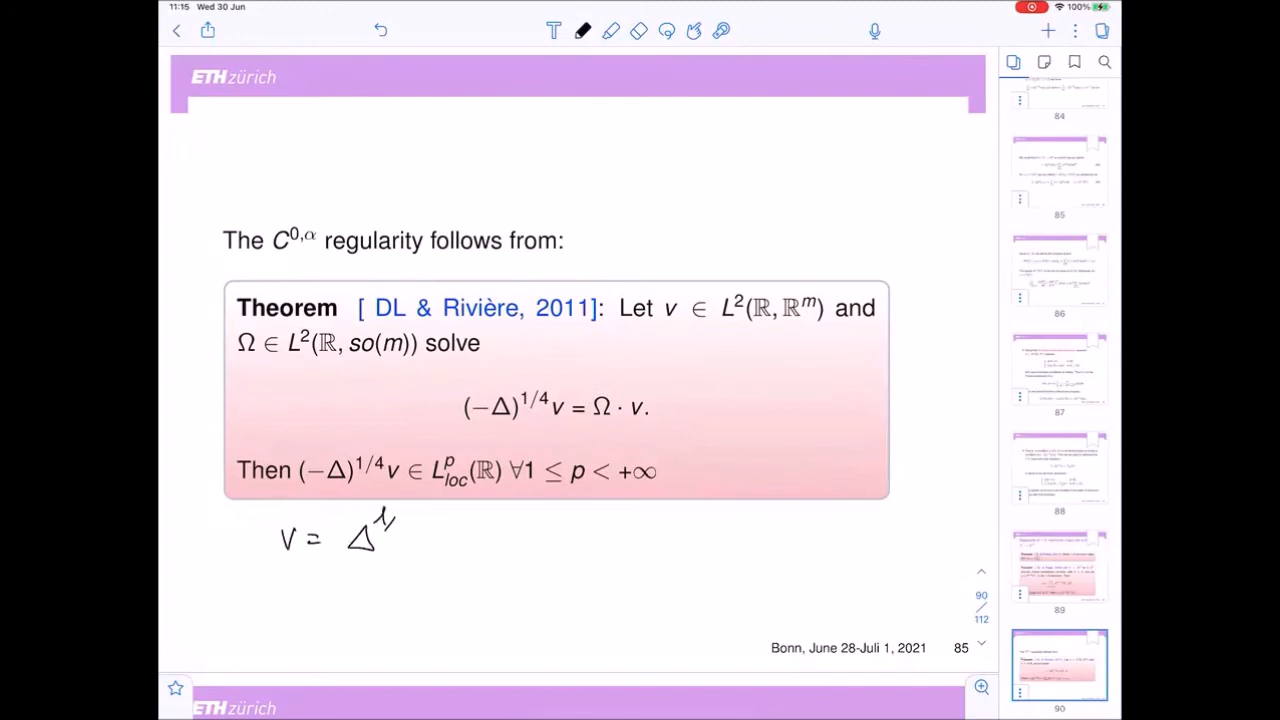 11:15 Wed 30 Jun
100%
ETH zürich
The C^{0,α} regularity follows from:
Theorem [ DL & Rivière, 2011]: Let v ∈ L²(ℝ, ℝ^m) and
Ω ∈ L²(ℝ, so(m)) solve
(−Δ)^{1/4}v = Ω · v.
Then (−Δ)^{1/4}v ∈ L^p_{loc}(ℝ) ∀1 ≤ p < +∞
v = Δ
Bonn, June 28-Juli 1, 2021 85
ETH zürich
90
/
112
84
85
86
87
88
89
90